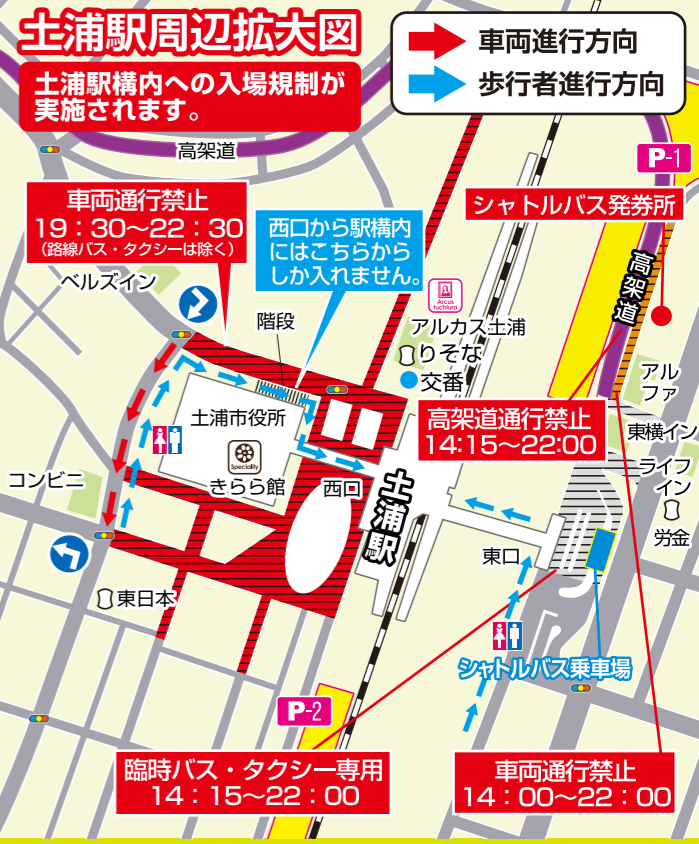 土浦駅周辺拡大図
土浦駅構内への入場規制が
実施されます。
車両進行方向
歩行者進行方向
高架道
P-1
車両通行禁止
19：30〜22：30
（路線バス・タクシーは除く）
西口から駅構内
にはこちらから
しか入れません。
シャトルバス発券所
ベルズイン
階段
Arcus
tuchiura
アルカス土浦
りそな
交番
高架道
アル
ファ
土浦市役所
Speciality
きらら館
高架道通行禁止
14:15〜22:00
東横イン
ライフ
イン
労金
コンビニ
西口
土浦駅
東口
東日本
シャトルバス乗車場
P-2
臨時バス・タクシー専用
14：15〜22：00
車両通行禁止
14：00〜22：00